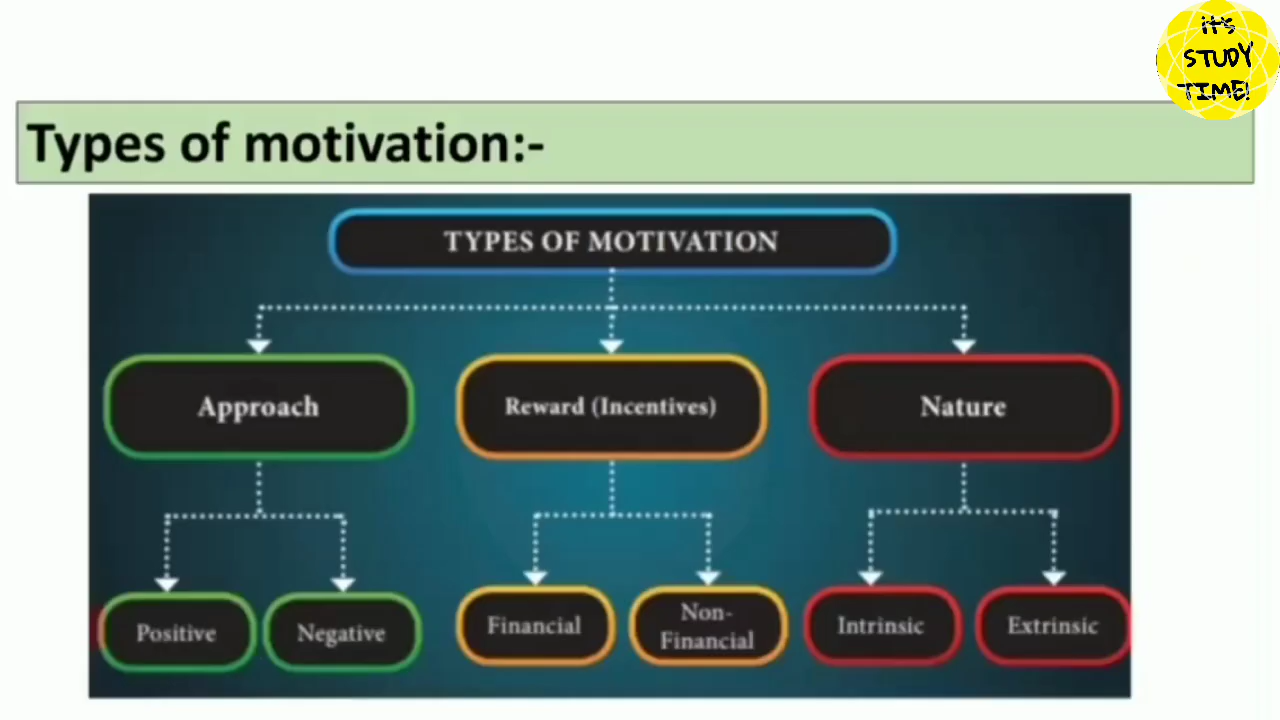 iT'S
STUDY
TIME!
Types of motivation:-
TYPES OF MOTIVATION
Approach
Reward (Incentives)
Nature
Positive
Negative
Financial
Non-
Financial
Intrinsic
Extrinsic